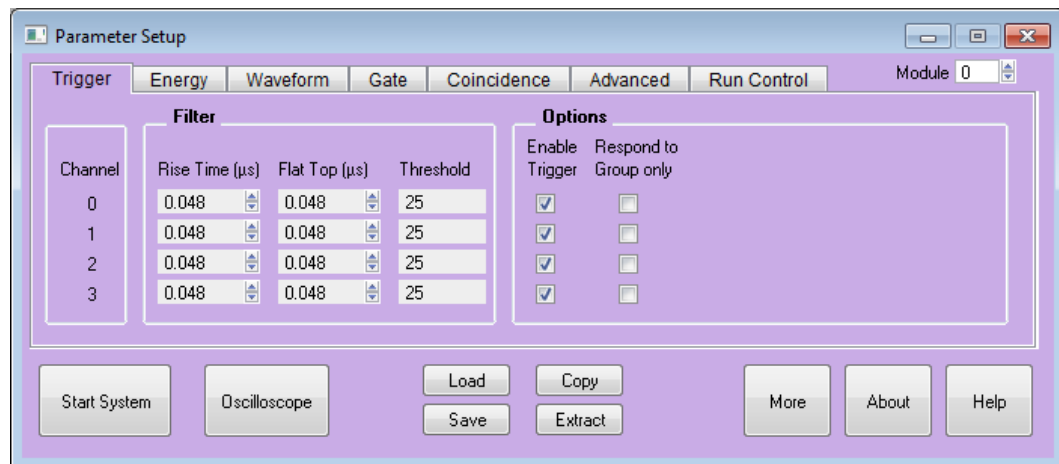 Parameter Setup
Trigger Energy Waveform Gate Coincidence Advanced Run Control Module 0
Filter Options
Enable Respond to
Channel Rise Time (µs) Flat Top (µs) Threshold Trigger Group only
0 0.048 0.048 25
1 0.048 0.048 25
2 0.048 0.048 25
3 0.048 0.048 25
Load Copy
Start System Oscilloscope More About Help
Save Extract